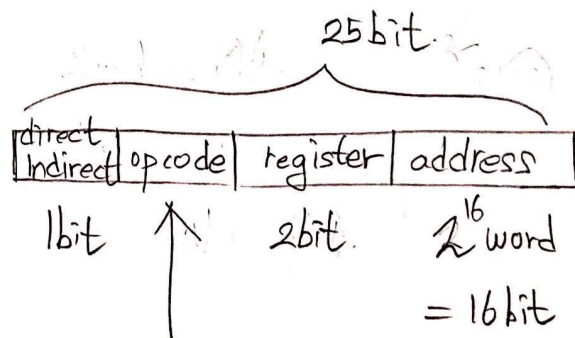 25bit.
direct
Indirect opcode register address
1bit 2bit. 2^16 word
= 16bit